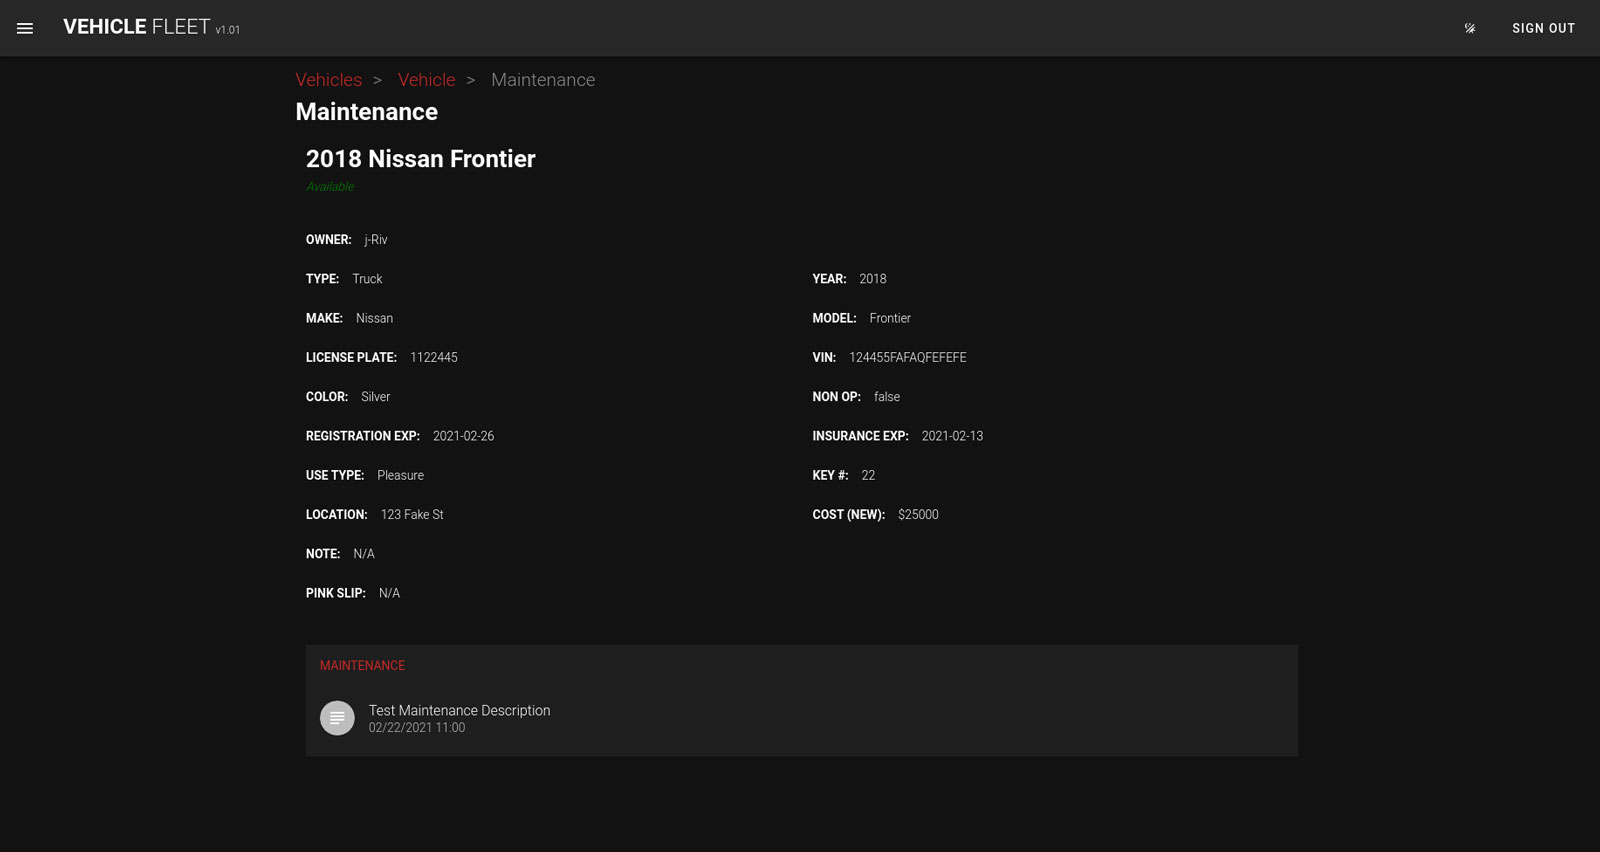 VEHICLE FLEET v1.01
SIGN OUT
Vehicles > Vehicle > Maintenance
Maintenance
2018 Nissan Frontier
Available
OWNER: j-Riv
TYPE: Truck
YEAR: 2018
MAKE: Nissan
MODEL: Frontier
LICENSE PLATE: 1122445
VIN: 124455FAFAQFEFEFE
COLOR: Silver
NON OP: false
REGISTRATION EXP: 2021-02-26
INSURANCE EXP: 2021-02-13
USE TYPE: Pleasure
KEY #: 22
LOCATION: 123 Fake St
COST (NEW): $25000
NOTE: N/A
PINK SLIP: N/A
MAINTENANCE
Test Maintenance Description
02/22/2021 11:00